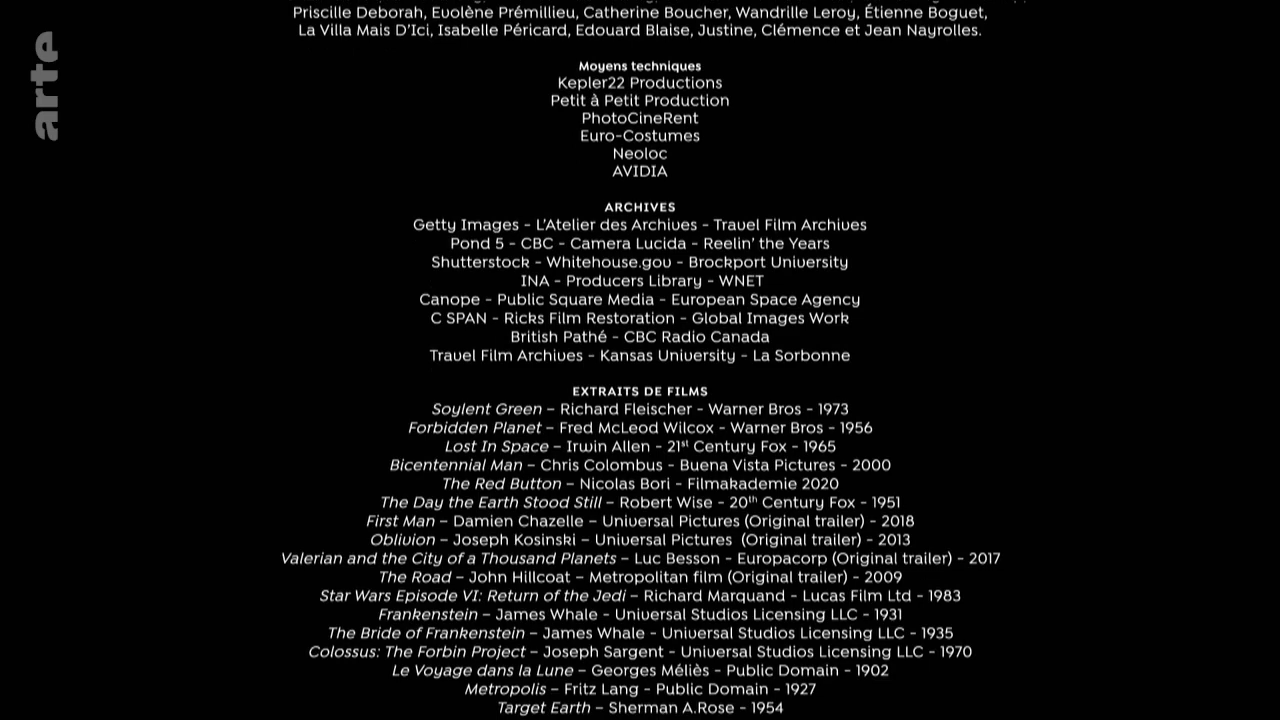 arte
Priscille Deborah, Evolène Prémillieu, Catherine Boucher, Wandrille Leroy, Étienne Boguet,
La Villa Mais D'Ici, Isabelle Péricard, Edouard Blaise, Justine, Clémence et Jean Nayrolles.
Moyens techniques
Kepler22 Productions
Petit à Petit Production
PhotoCineRent
Euro-Costumes
Neoloc
AVIDIA
ARCHIVES
Getty Images - L'Atelier des Archives - Travel Film Archives
Pond 5 - CBC - Camera Lucida - Reelin' the Years
Shutterstock - Whitehouse.gov - Brockport University
INA - Producers Library - WNET
Canope - Public Square Media - European Space Agency
C SPAN - Ricks Film Restoration - Global Images Work
British Pathé - CBC Radio Canada
Travel Film Archives - Kansas University - La Sorbonne
EXTRAITS DE FILMS
Soylent Green – Richard Fleischer - Warner Bros - 1973
Forbidden Planet – Fred McLeod Wilcox - Warner Bros - 1956
Lost In Space – Irwin Allen - 21st Century Fox - 1965
Bicentennial Man – Chris Colombus - Buena Vista Pictures - 2000
The Red Button – Nicolas Bori - Filmakademie 2020
The Day the Earth Stood Still – Robert Wise - 20th Century Fox - 1951
First Man – Damien Chazelle – Universal Pictures (Original trailer) - 2018
Oblivion – Joseph Kosinski – Universal Pictures (Original trailer) - 2013
Valerian and the City of a Thousand Planets – Luc Besson - Europacorp (Original trailer) - 2017
The Road – John Hillcoat – Metropolitan film (Original trailer) - 2009
Star Wars Episode VI: Return of the Jedi – Richard Marquand - Lucas Film Ltd - 1983
Frankenstein – James Whale - Universal Studios Licensing LLC - 1931
The Bride of Frankenstein – James Whale - Universal Studios Licensing LLC - 1935
Colossus: The Forbin Project – Joseph Sargent - Universal Studios Licensing LLC - 1970
Le Voyage dans la Lune – Georges Méliès - Public Domain - 1902
Metropolis – Fritz Lang - Public Domain - 1927
Target Earth – Sherman A.Rose - 1954